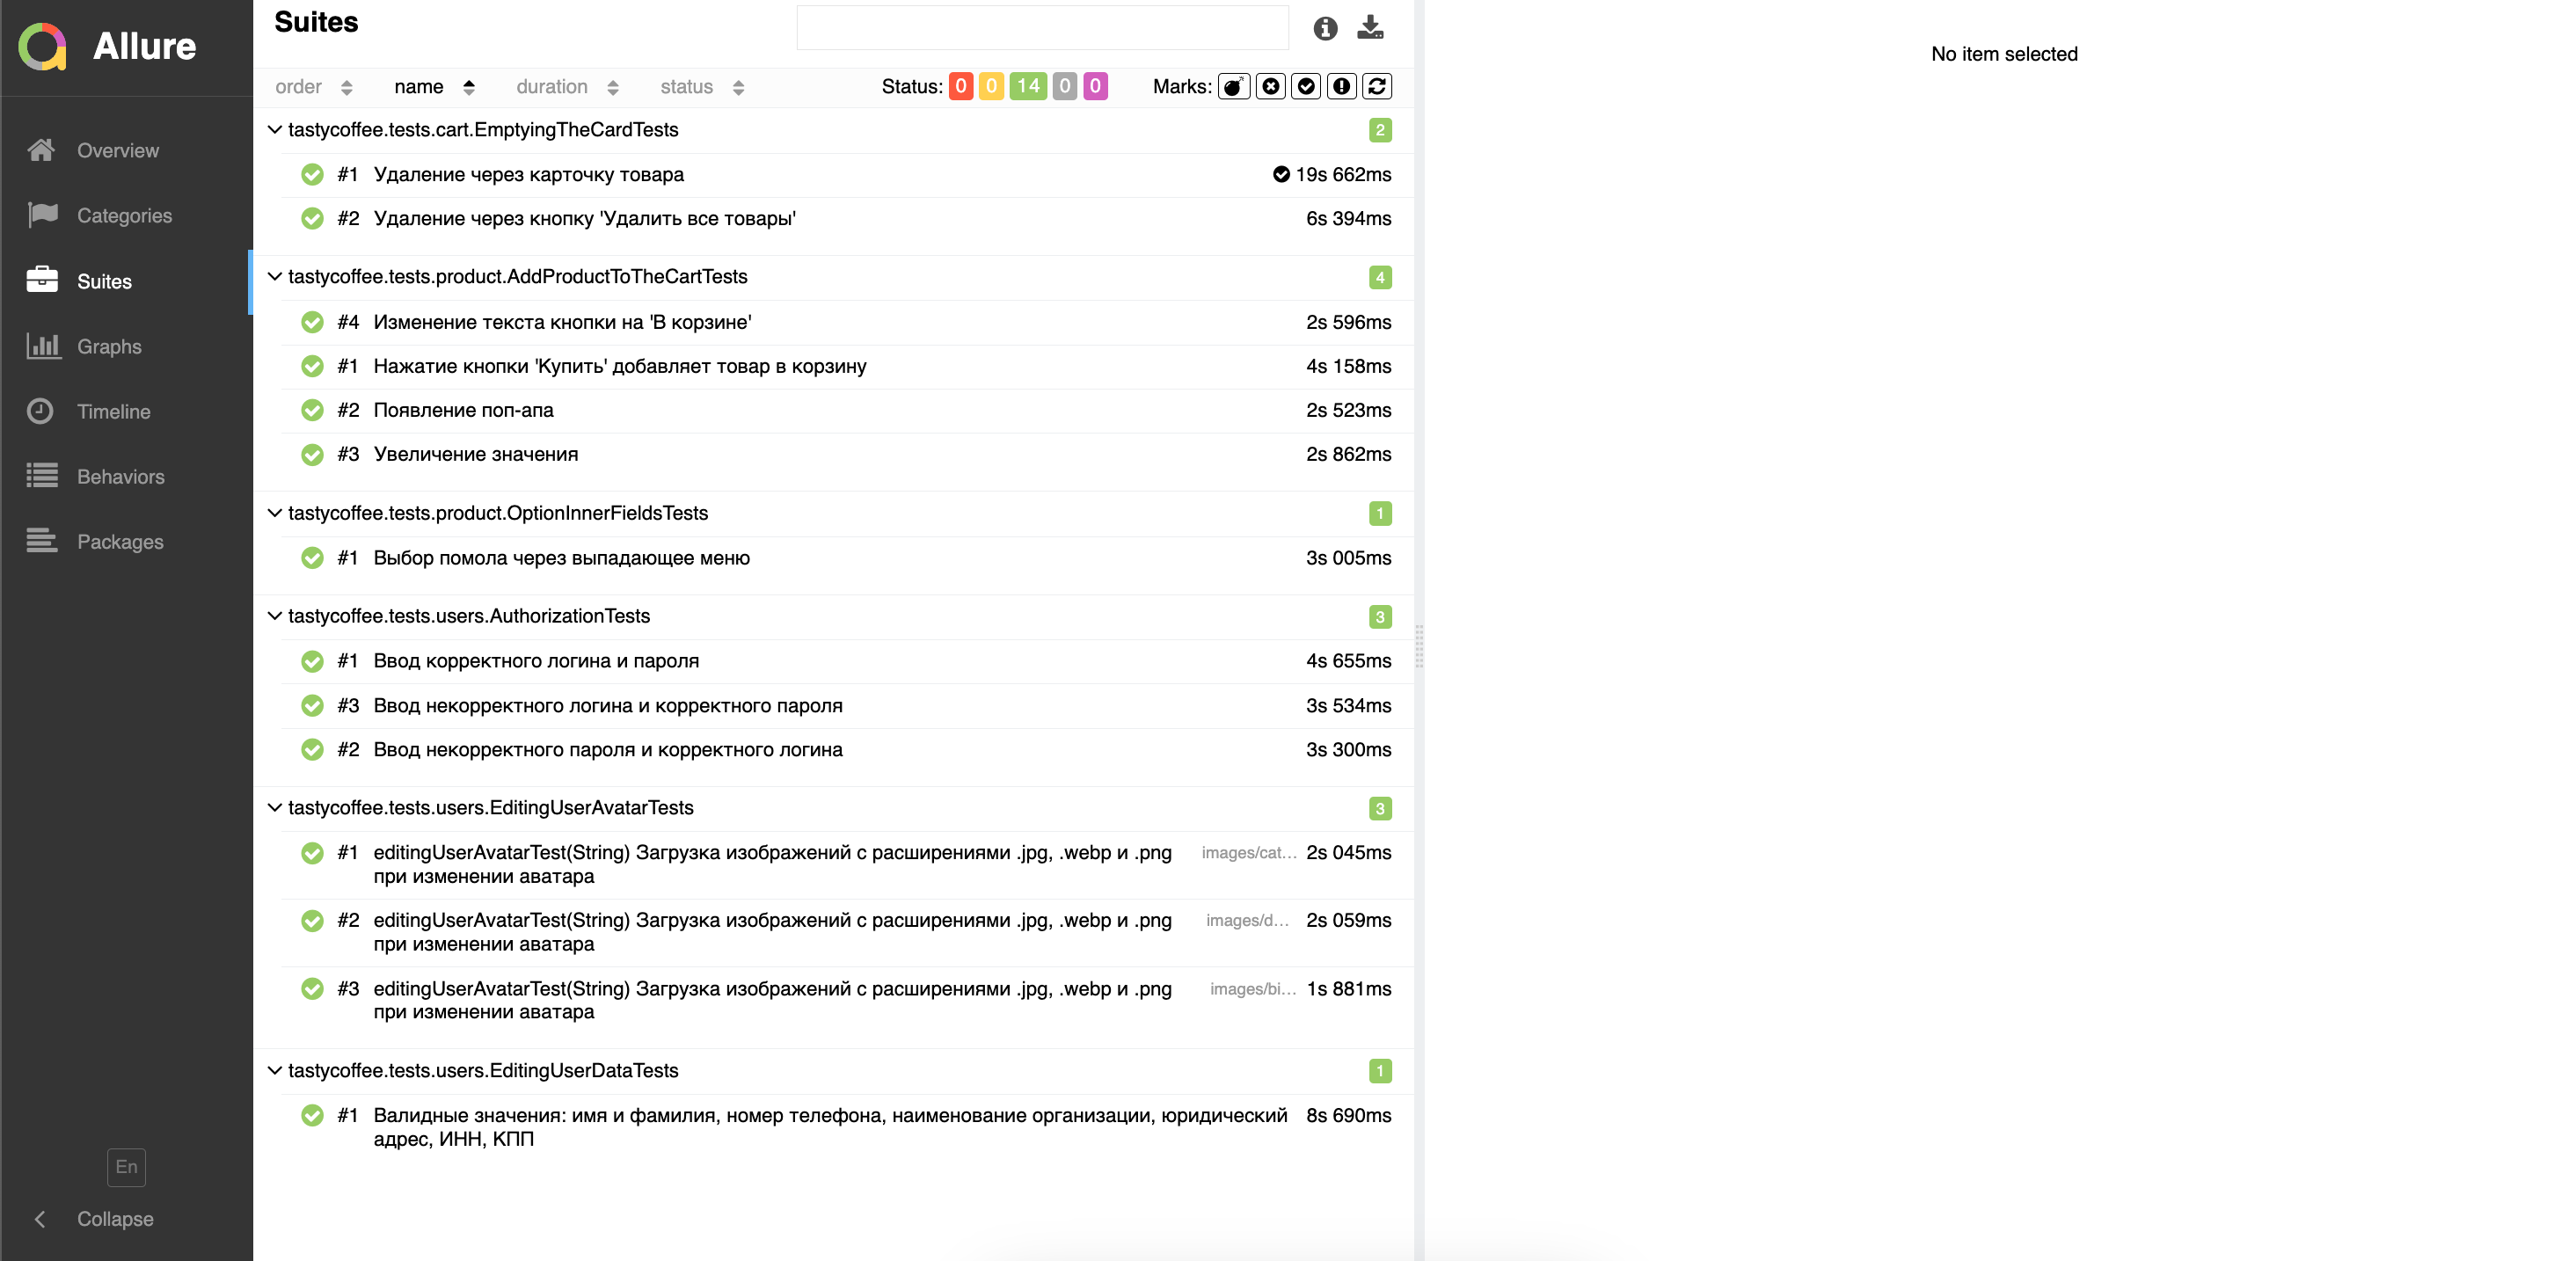 Allure
Overview
Categories
Suites
Graphs
Timeline
Behaviors
Packages
En
Collapse
Suites
order name duration status Status: 0 0 14 0 0 Marks:
tastycoffee.tests.cart.EmptyingTheCardTests 2
#1 Удаление через карточку товара 19s 662ms
#2 Удаление через кнопку 'Удалить все товары' 6s 394ms
tastycoffee.tests.product.AddProductToTheCartTests 4
#4 Изменение текста кнопки на 'В корзине' 2s 596ms
#1 Нажатие кнопки 'Купить' добавляет товар в корзину 4s 158ms
#2 Появление поп-апа 2s 523ms
#3 Увеличение значения 2s 862ms
tastycoffee.tests.product.OptionInnerFieldsTests 1
#1 Выбор помола через выпадающее меню 3s 005ms
tastycoffee.tests.users.AuthorizationTests 3
#1 Ввод корректного логина и пароля 4s 655ms
#3 Ввод некорректного логина и корректного пароля 3s 534ms
#2 Ввод некорректного пароля и корректного логина 3s 300ms
tastycoffee.tests.users.EditingUserAvatarTests 3
#1 editingUserAvatarTest(String) Загрузка изображений с расширениями .jpg, .webp и .png images/cat... 2s 045ms
при изменении аватара
#2 editingUserAvatarTest(String) Загрузка изображений с расширениями .jpg, .webp и .png images/d... 2s 059ms
при изменении аватара
#3 editingUserAvatarTest(String) Загрузка изображений с расширениями .jpg, .webp и .png images/bi... 1s 881ms
при изменении аватара
tastycoffee.tests.users.EditingUserDataTests 1
#1 Валидные значения: имя и фамилия, номер телефона, наименование организации, юридический 8s 690ms
адрес, ИНН, КПП
No item selected